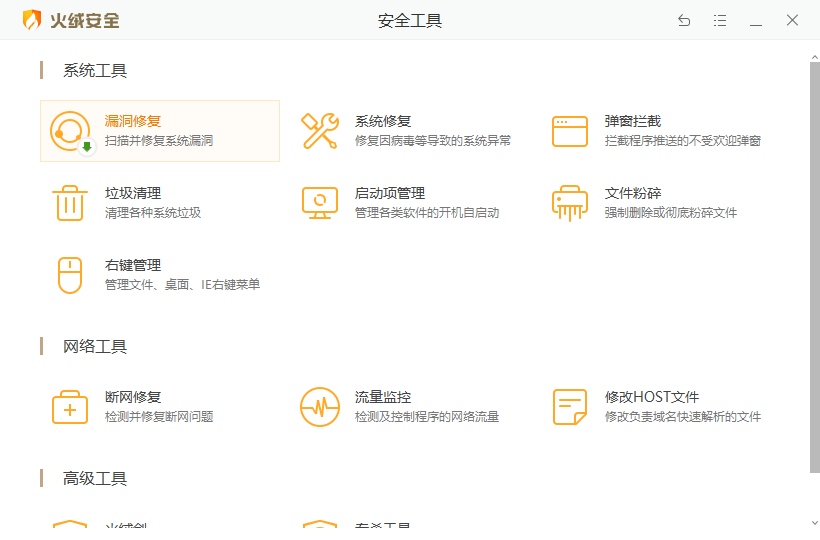 火绒安全
安全工具
系统工具
漏洞修复
扫描并修复系统漏洞
系统修复
修复因病毒等导致的系统异常
弹窗拦截
拦截程序推送的不受欢迎弹窗
垃圾清理
清理各种系统垃圾
启动项管理
管理各类软件的开机自启动
文件粉碎
强制删除或彻底粉碎文件
右键管理
管理文件、桌面、IE右键菜单
网络工具
断网修复
检测并修复断网问题
流量监控
检测及控制程序的网络流量
修改HOST文件
修改负责域名快速解析的文件
高级工具
火绒剑
专杀工具